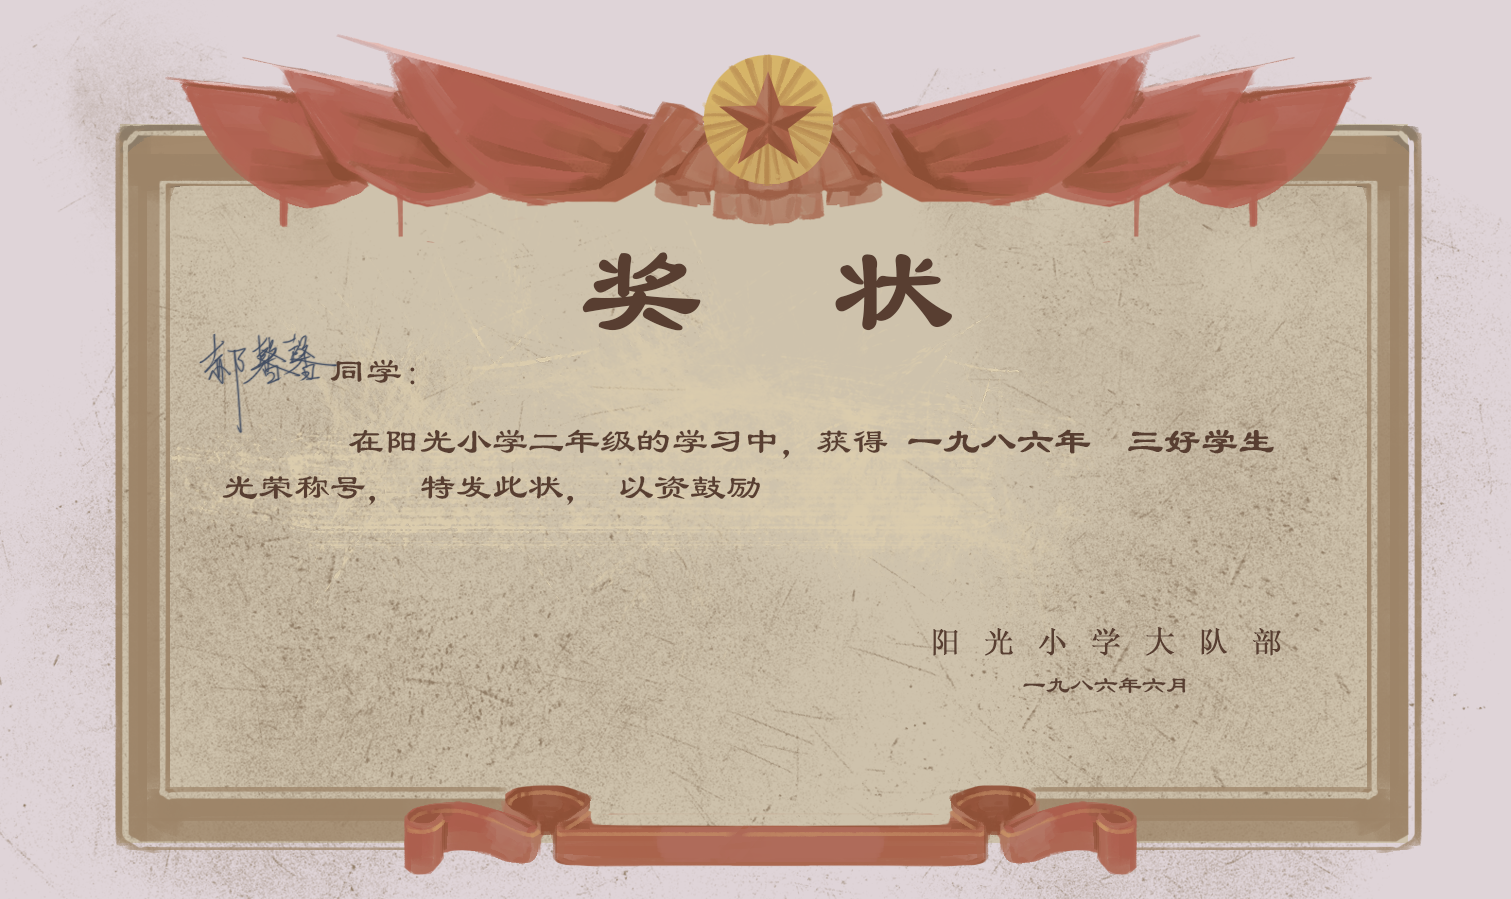 奖 状
郝馨馨同学：
在阳光小学二年级的学习中，获得 一九八六年 三好学生
光荣称号， 特发此状， 以资鼓励
阳光小学大队部
一九八六年六月